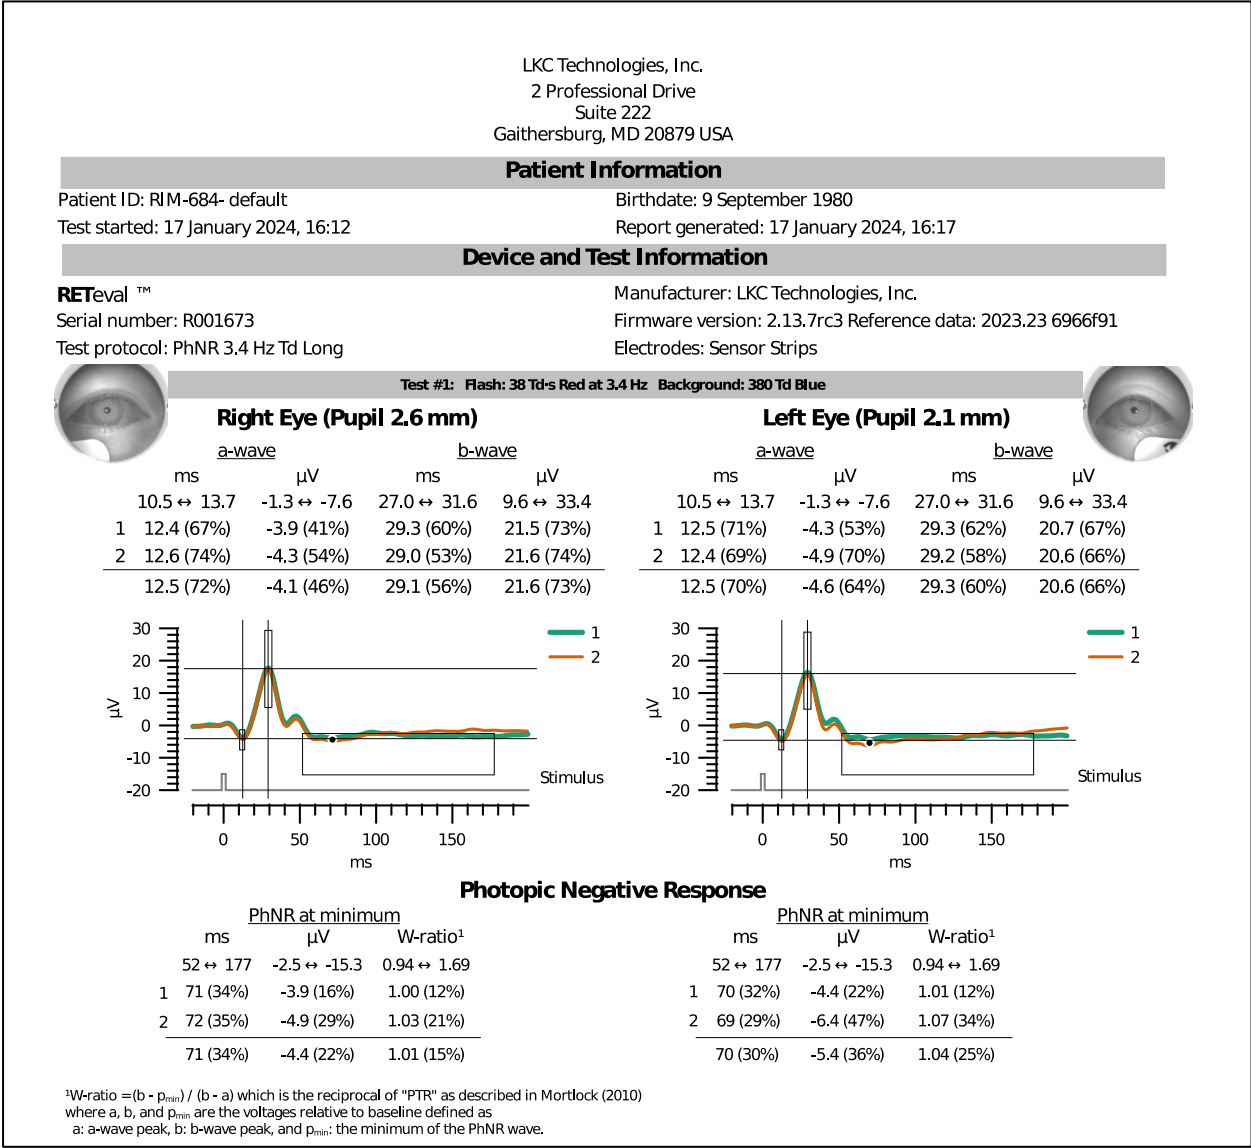 LKC Technologies, Inc.
2 Professional Drive
Suite 222
Gaithersburg, MD 20879 USA
Patient Information
Patient ID: RIM-684- default
Birthdate: 9 September 1980
Test started: 17 January 2024, 16:12
Report generated: 17 January 2024, 16:17
Device and Test Information
RETeval ™
Manufacturer: LKC Technologies, Inc.
Serial number: R001673
Firmware version: 2.13.7rc3 Reference data: 2023.23 6966f91
Test protocol: PhNR 3.4 Hz Td Long
Electrodes: Sensor Strips
Test #1: Flash: 38 Td·s Red at 3.4 Hz Background: 380 Td Blue
Right Eye (Pupil 2.6 mm)
a-wave b-wave
ms µV ms µV
10.5 ↔ 13.7 -1.3 ↔ -7.6 27.0 ↔ 31.6 9.6 ↔ 33.4
1 12.4 (67%) -3.9 (41%) 29.3 (60%) 21.5 (73%)
2 12.6 (74%) -4.3 (54%) 29.0 (53%) 21.6 (74%)
12.5 (72%) -4.1 (46%) 29.1 (56%) 21.6 (73%)
Left Eye (Pupil 2.1 mm)
a-wave b-wave
ms µV ms µV
10.5 ↔ 13.7 -1.3 ↔ -7.6 27.0 ↔ 31.6 9.6 ↔ 33.4
1 12.5 (71%) -4.3 (53%) 29.3 (62%) 20.7 (67%)
2 12.4 (69%) -4.9 (70%) 29.2 (58%) 20.6 (66%)
12.5 (70%) -4.6 (64%) 29.3 (60%) 20.6 (66%)
30
20
10
0
-10
-20
µV
1
2
Stimulus
0 50 100 150
ms
30
20
10
0
-10
-20
µV
1
2
Stimulus
0 50 100 150
ms
Photopic Negative Response
PhNR at minimum
ms µV W-ratio¹
52 ↔ 177 -2.5 ↔ -15.3 0.94 ↔ 1.69
1 71 (34%) -3.9 (16%) 1.00 (12%)
2 72 (35%) -4.9 (29%) 1.03 (21%)
71 (34%) -4.4 (22%) 1.01 (15%)
PhNR at minimum
ms µV W-ratio¹
52 ↔ 177 -2.5 ↔ -15.3 0.94 ↔ 1.69
1 70 (32%) -4.4 (22%) 1.01 (12%)
2 69 (29%) -6.4 (47%) 1.07 (34%)
70 (30%) -5.4 (36%) 1.04 (25%)
¹W-ratio = (b - pmin) / (b - a) which is the reciprocal of "PTR" as described in Mortlock (2010)
where a, b, and pmin are the voltages relative to baseline defined as
a: a-wave peak, b: b-wave peak, and pmin: the minimum of the PhNR wave.